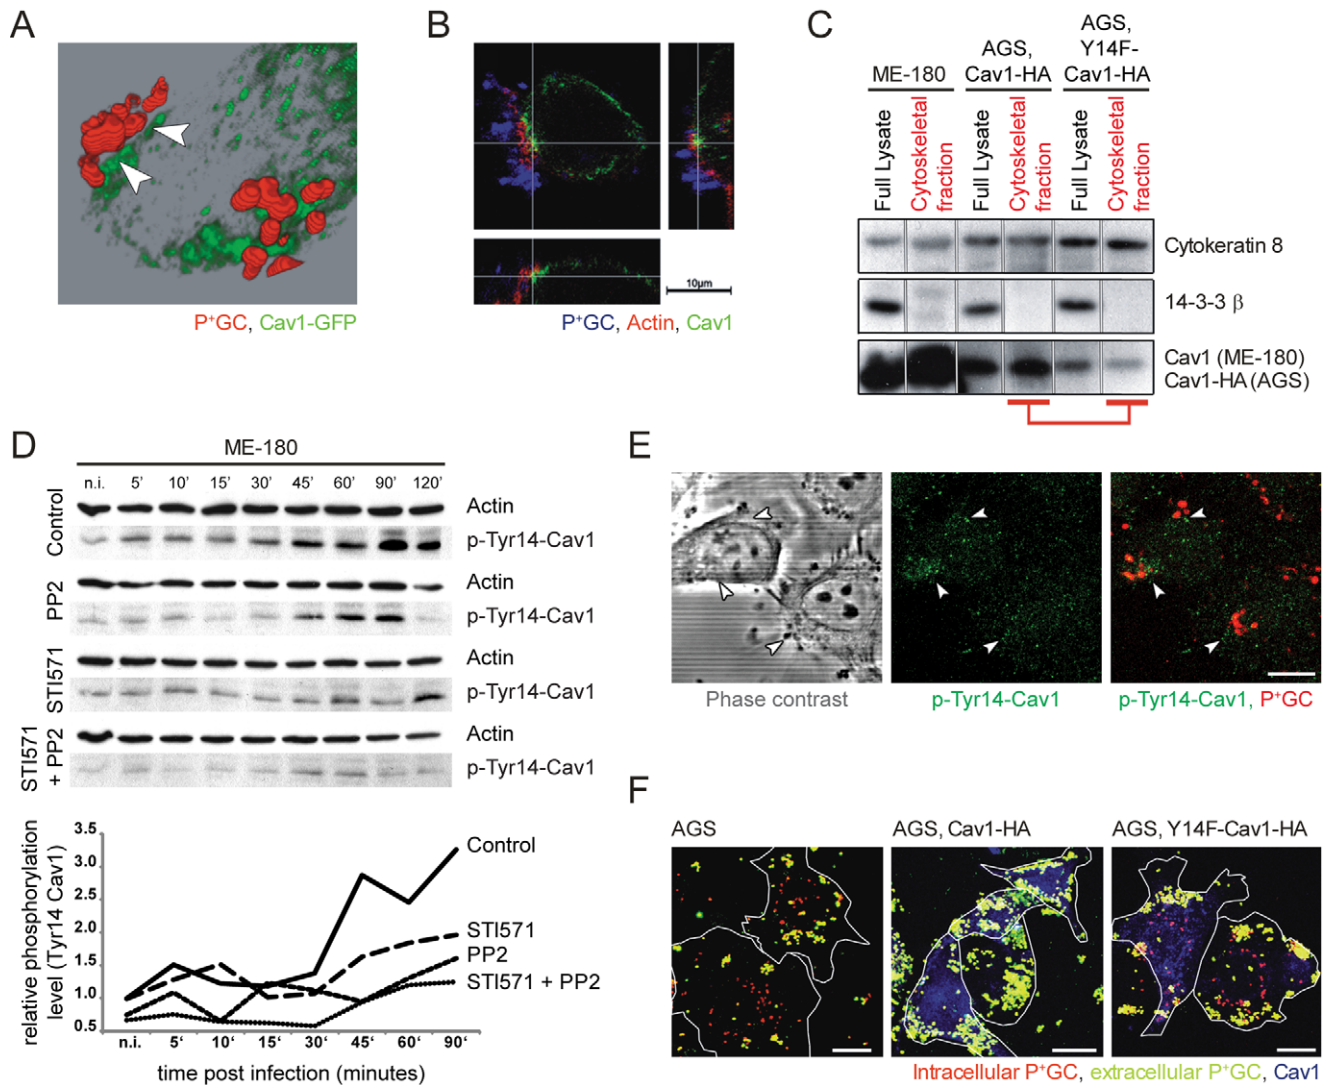 A
P+GC, Cav1-GFP
B
10µm
P+GC, Actin, Cav1
C
ME-180
AGS,
Cav1-HA
AGS,
Y14F-
Cav1-HA
Full Lysate
Cytoskeletal
fraction
Full Lysate
Cytoskeletal
fraction
Full Lysate
Cytoskeletal
fraction
Cytokeratin 8
14-3-3 β
Cav1 (ME-180)
Cav1-HA (AGS)
D
ME-180
n.i. 5' 10' 15' 30' 45' 60' 90' 120'
Control
Actin
p-Tyr14-Cav1
PP2
Actin
p-Tyr14-Cav1
STI571
Actin
p-Tyr14-Cav1
STI571
+ PP2
Actin
p-Tyr14-Cav1
relative phosphorylation
level (Tyr14 Cav1)
3.5
3.0
2.5
2.0
1.5
1.0
0.5
Control
STI571
PP2
STI571 + PP2
n.i. 5' 10' 15' 30' 45' 60' 90'
time post infection (minutes)
E
Phase contrast
p-Tyr14-Cav1
p-Tyr14-Cav1, P+GC
F
AGS
AGS, Cav1-HA
AGS, Y14F-Cav1-HA
Intracellular P+GC, extracellular P+GC, Cav1